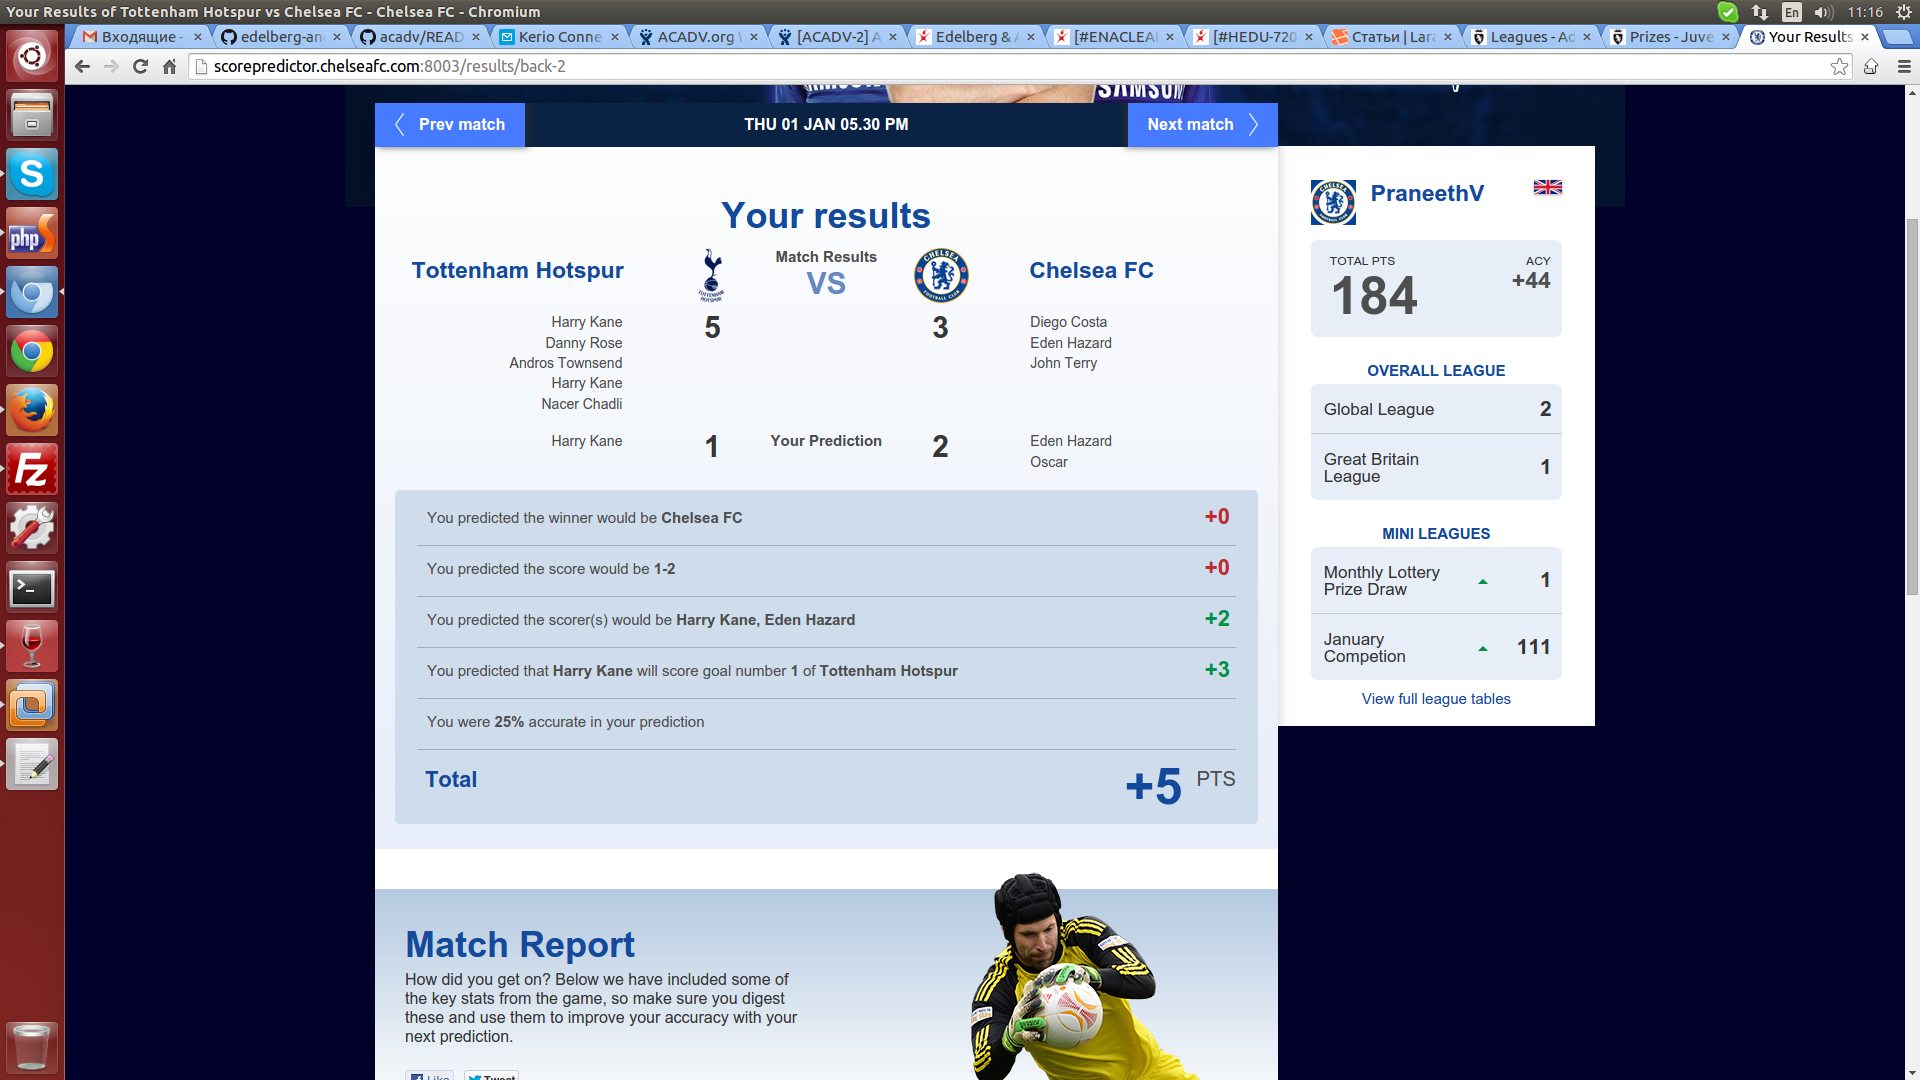 Your Results of Tottenham Hotspur vs Chelsea FC - Chelsea FC - Chromium
En
11:16
Входящие -
edelberg-an
acadv/READ
Kerio Conne
ACADV.org
[ACADV-2] A
Edelberg & A
[#ENACLEA
[#HEDU-720
Статьи | Lar
Leagues - Ad
Prizes - Juve
Your Results
scorepredictor.chelseafc.com:8003/results/back-2
SAMSUNG
Prev match
THU 01 JAN 05.30 PM
Next match
Your results
Tottenham Hotspur
Match Results
VS
Chelsea FC
Harry Kane
5
3
Diego Costa
Danny Rose
Eden Hazard
Andros Townsend
John Terry
Harry Kane
Nacer Chadli
Harry Kane
1
Your Prediction
2
Eden Hazard
Oscar
You predicted the winner would be Chelsea FC
+0
You predicted the score would be 1-2
+0
You predicted the scorer(s) would be Harry Kane, Eden Hazard
+2
You predicted that Harry Kane will score goal number 1 of Tottenham Hotspur
+3
You were 25% accurate in your prediction
Total
+5 PTS
PraneethV
TOTAL PTS
184
ACY
+44
OVERALL LEAGUE
Global League
2
Great Britain
League
1
MINI LEAGUES
Monthly Lottery
Prize Draw
1
January
Competion
111
View full league tables
Match Report
How did you get on? Below we have included some of
the key stats from the game, so make sure you digest
these and use them to improve your accuracy with your
next prediction.
Like
Tweet